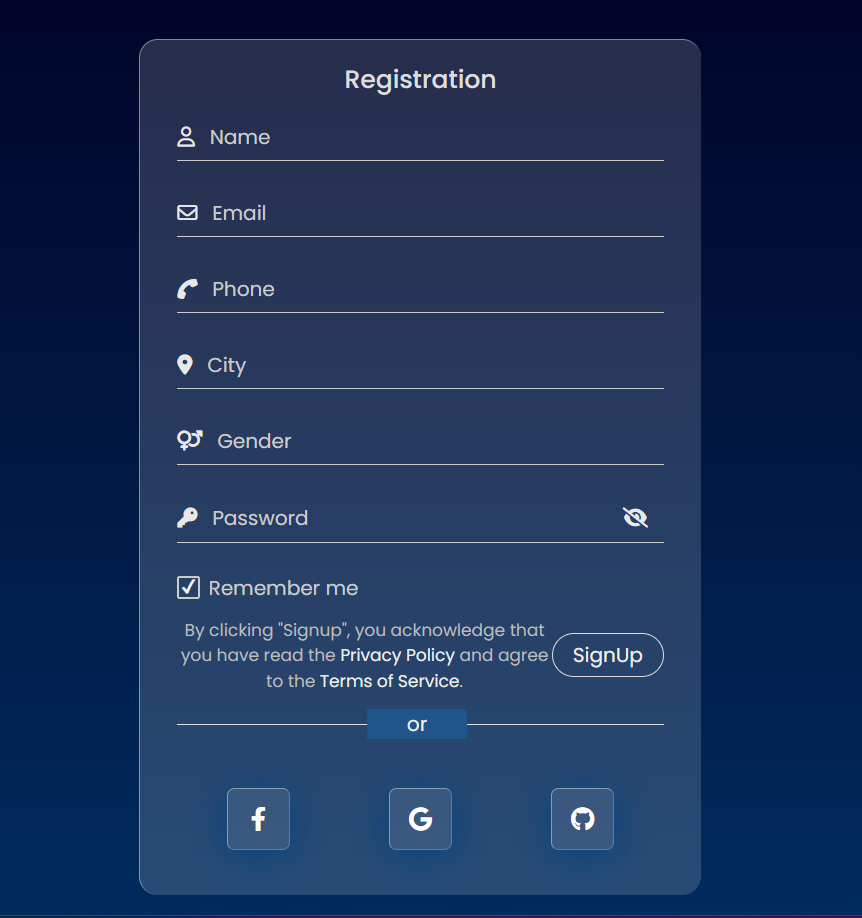 Registration
Name
Email
Phone
City
Gender
Password
Remember me
By clicking "Signup", you acknowledge that
you have read the Privacy Policy and agree
to the Terms of Service.
SignUp
or